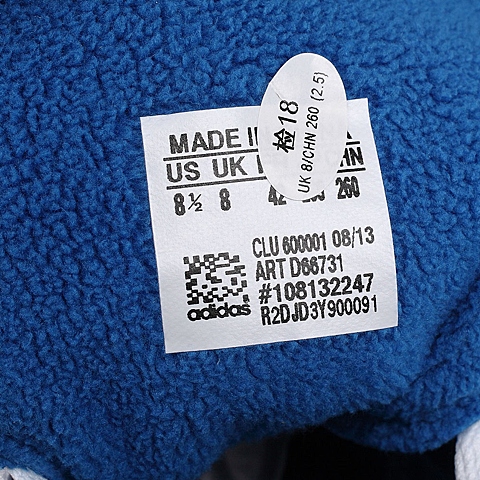 检18
UK 8/CHN 260 (2.5)
MADE I
US UK HN
8½ 8 42 260
CLU 600001 08/13
ART D66731
#108132247
R2DJD3Y900091
adidas